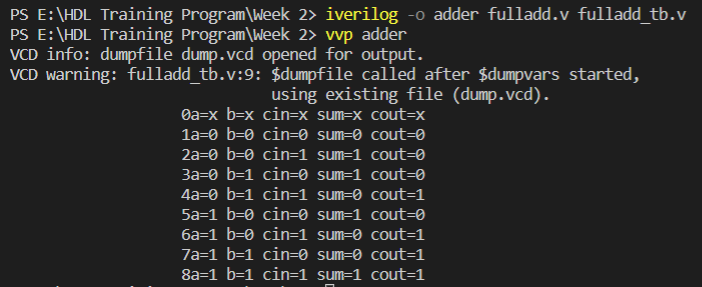 PS E:\HDL Training Program\Week 2> iverilog -o adder fulladd.v fulladd_tb.v
PS E:\HDL Training Program\Week 2> vvp adder
VCD info: dumpfile dump.vcd opened for output.
VCD warning: fulladd_tb.v:9: $dumpfile called after $dumpvars started,
using existing file (dump.vcd).
0a=x b=x cin=x sum=x cout=x
1a=0 b=0 cin=0 sum=0 cout=0
2a=0 b=0 cin=1 sum=1 cout=0
3a=0 b=1 cin=0 sum=1 cout=0
4a=0 b=1 cin=1 sum=0 cout=1
5a=1 b=0 cin=0 sum=1 cout=0
6a=1 b=0 cin=1 sum=0 cout=1
7a=1 b=1 cin=0 sum=0 cout=1
8a=1 b=1 cin=1 sum=1 cout=1